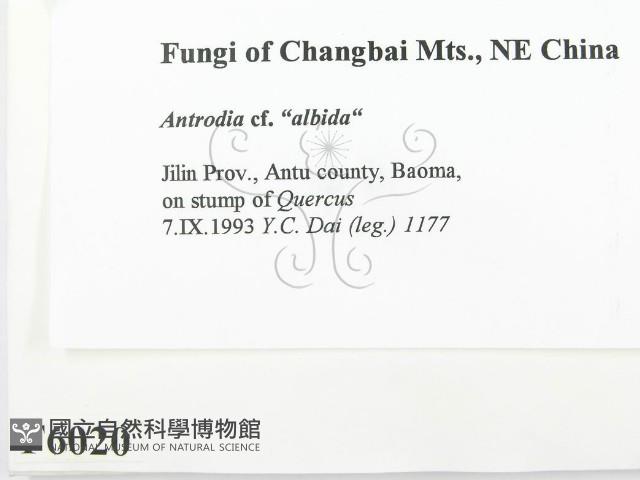 Fungi of Changbai Mts., NE China
Antrodia cf. “albida“
Jilin Prov., Antu county, Baoma,
on stump of Quercus
7.IX.1993 Y.C. Dai (leg.) 1177
國立自然科學博物館
NATIONAL MUSEUM OF NATURAL SCIENCE
F6020